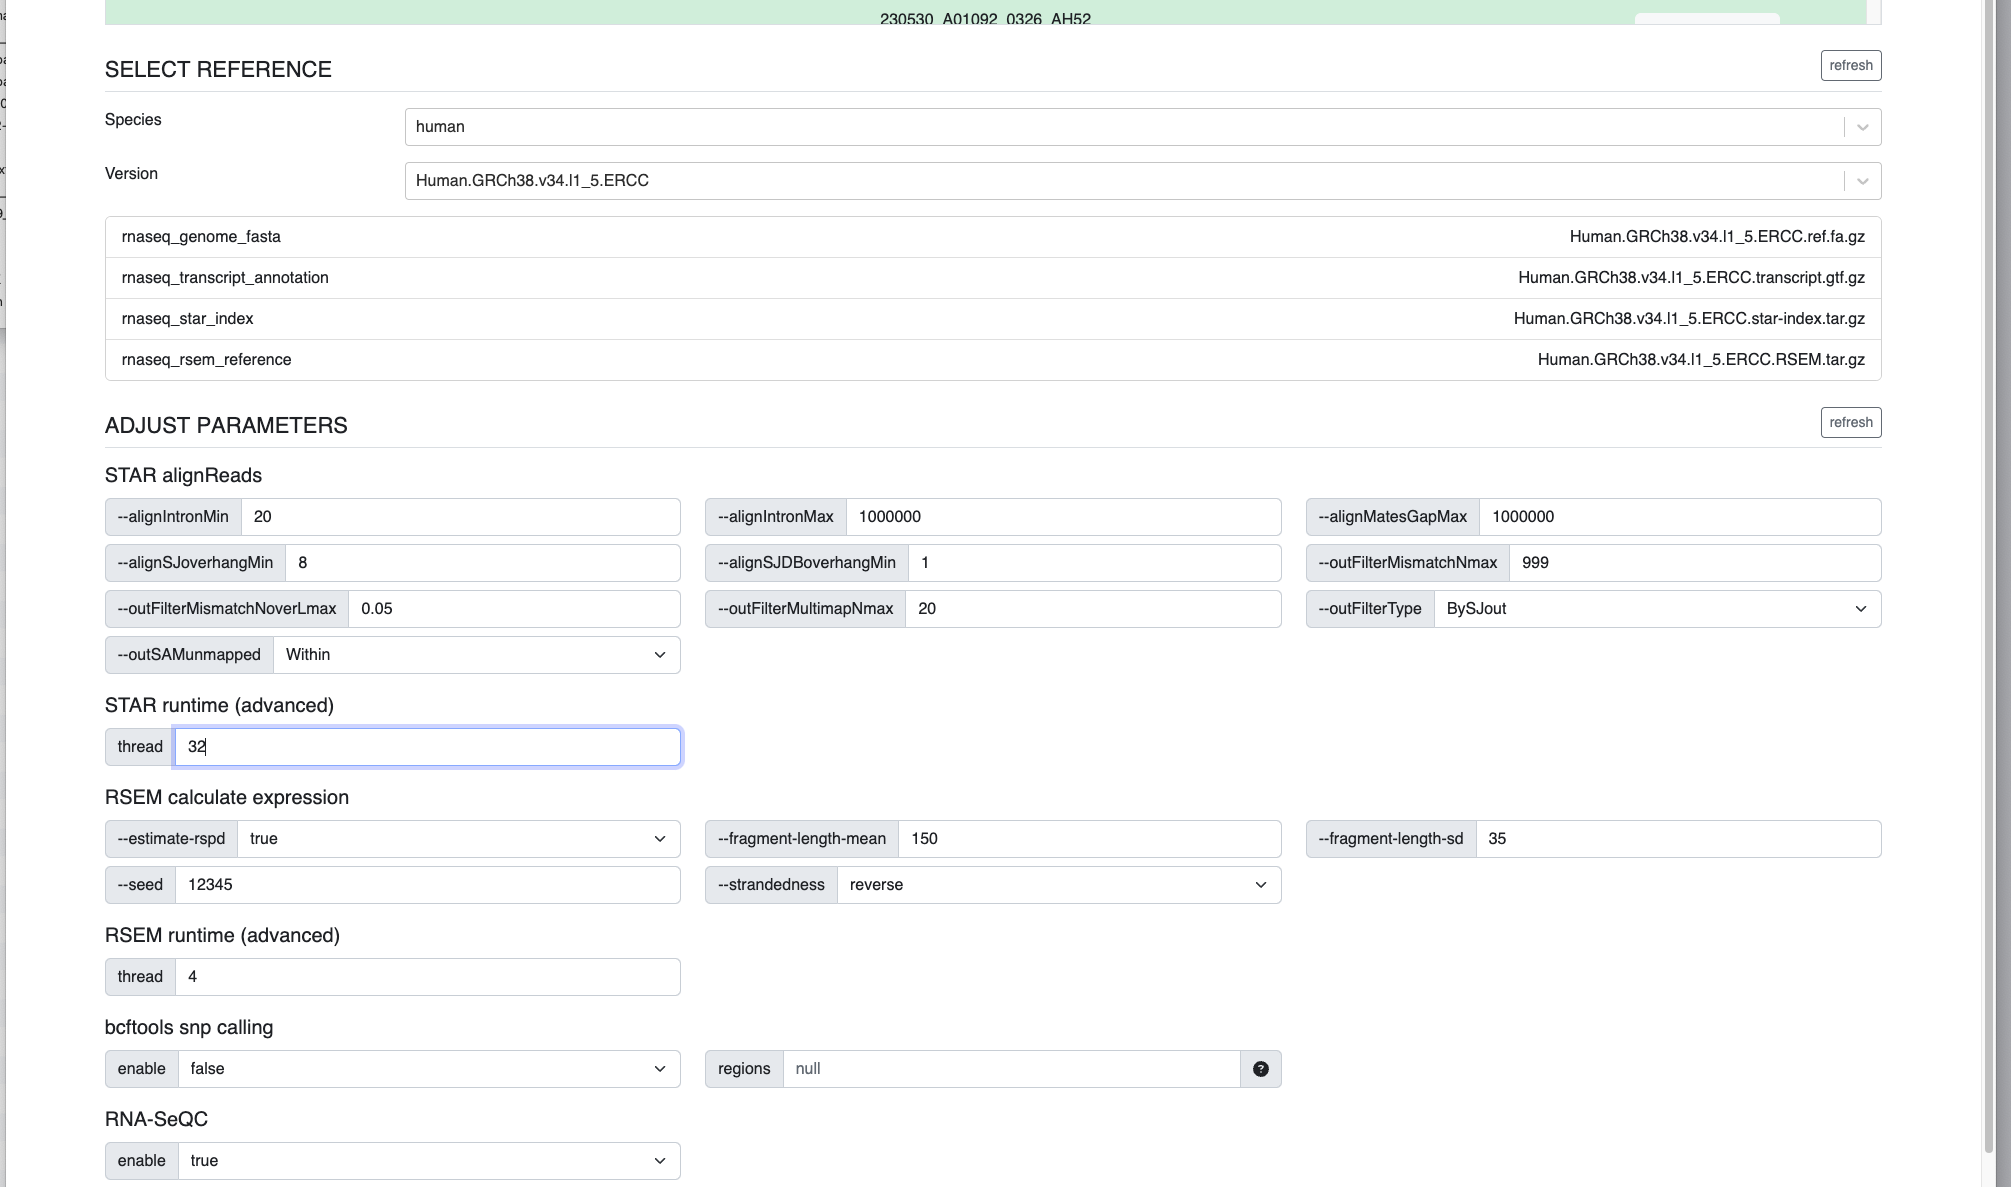 230530_A01092_0326_AH52
SELECT REFERENCE
refresh
Species
human
Version
Human.GRCh38.v34.l1_5.ERCC
rnaseq_genome_fasta Human.GRCh38.v34.l1_5.ERCC.ref.fa.gz
rnaseq_transcript_annotation Human.GRCh38.v34.l1_5.ERCC.transcript.gtf.gz
rnaseq_star_index Human.GRCh38.v34.l1_5.ERCC.star-index.tar.gz
rnaseq_rsem_reference Human.GRCh38.v34.l1_5.ERCC.RSEM.tar.gz
ADJUST PARAMETERS
refresh
STAR alignReads
--alignIntronMin 20 --alignIntronMax 1000000 --alignMatesGapMax 1000000
--alignSJoverhangMin 8 --alignSJDBoverhangMin 1 --outFilterMismatchNmax 999
--outFilterMismatchNoverLmax 0.05 --outFilterMultimapNmax 20 --outFilterType BySJout
--outSAMunmapped Within
STAR runtime (advanced)
thread 32
RSEM calculate expression
--estimate-rspd true --fragment-length-mean 150 --fragment-length-sd 35
--seed 12345 --strandedness reverse
RSEM runtime (advanced)
thread 4
bcftools snp calling
enable false regions null ?
RNA-SeQC
enable true